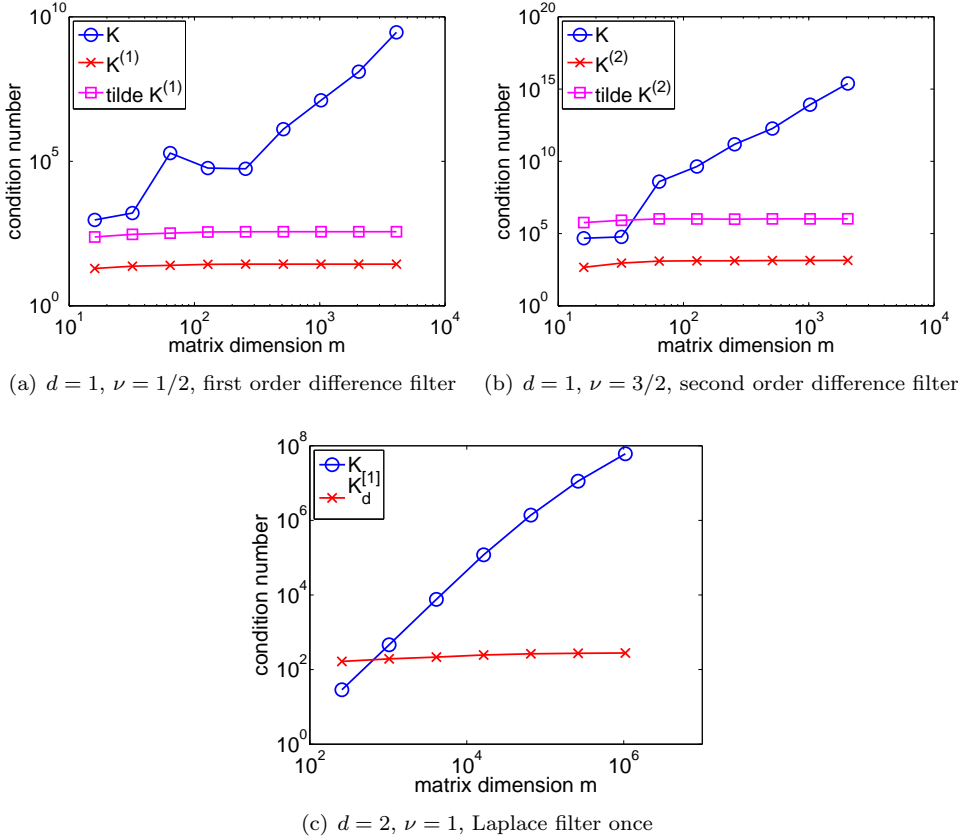 10^10
10^5
10^0
condition number
K
K^(1)
tilde K^(1)
10^1 10^2 10^3 10^4
matrix dimension m
(a) d = 1, ν = 1/2, first order difference filter
10^20
10^15
10^10
10^5
10^0
condition number
K
K^(2)
tilde K^(2)
10^1 10^2 10^3 10^4
matrix dimension m
(b) d = 1, ν = 3/2, second order difference filter
10^8
10^6
10^4
10^2
10^0
condition number
K
K_d^[1]
10^2 10^4 10^6
matrix dimension m
(c) d = 2, ν = 1, Laplace filter once